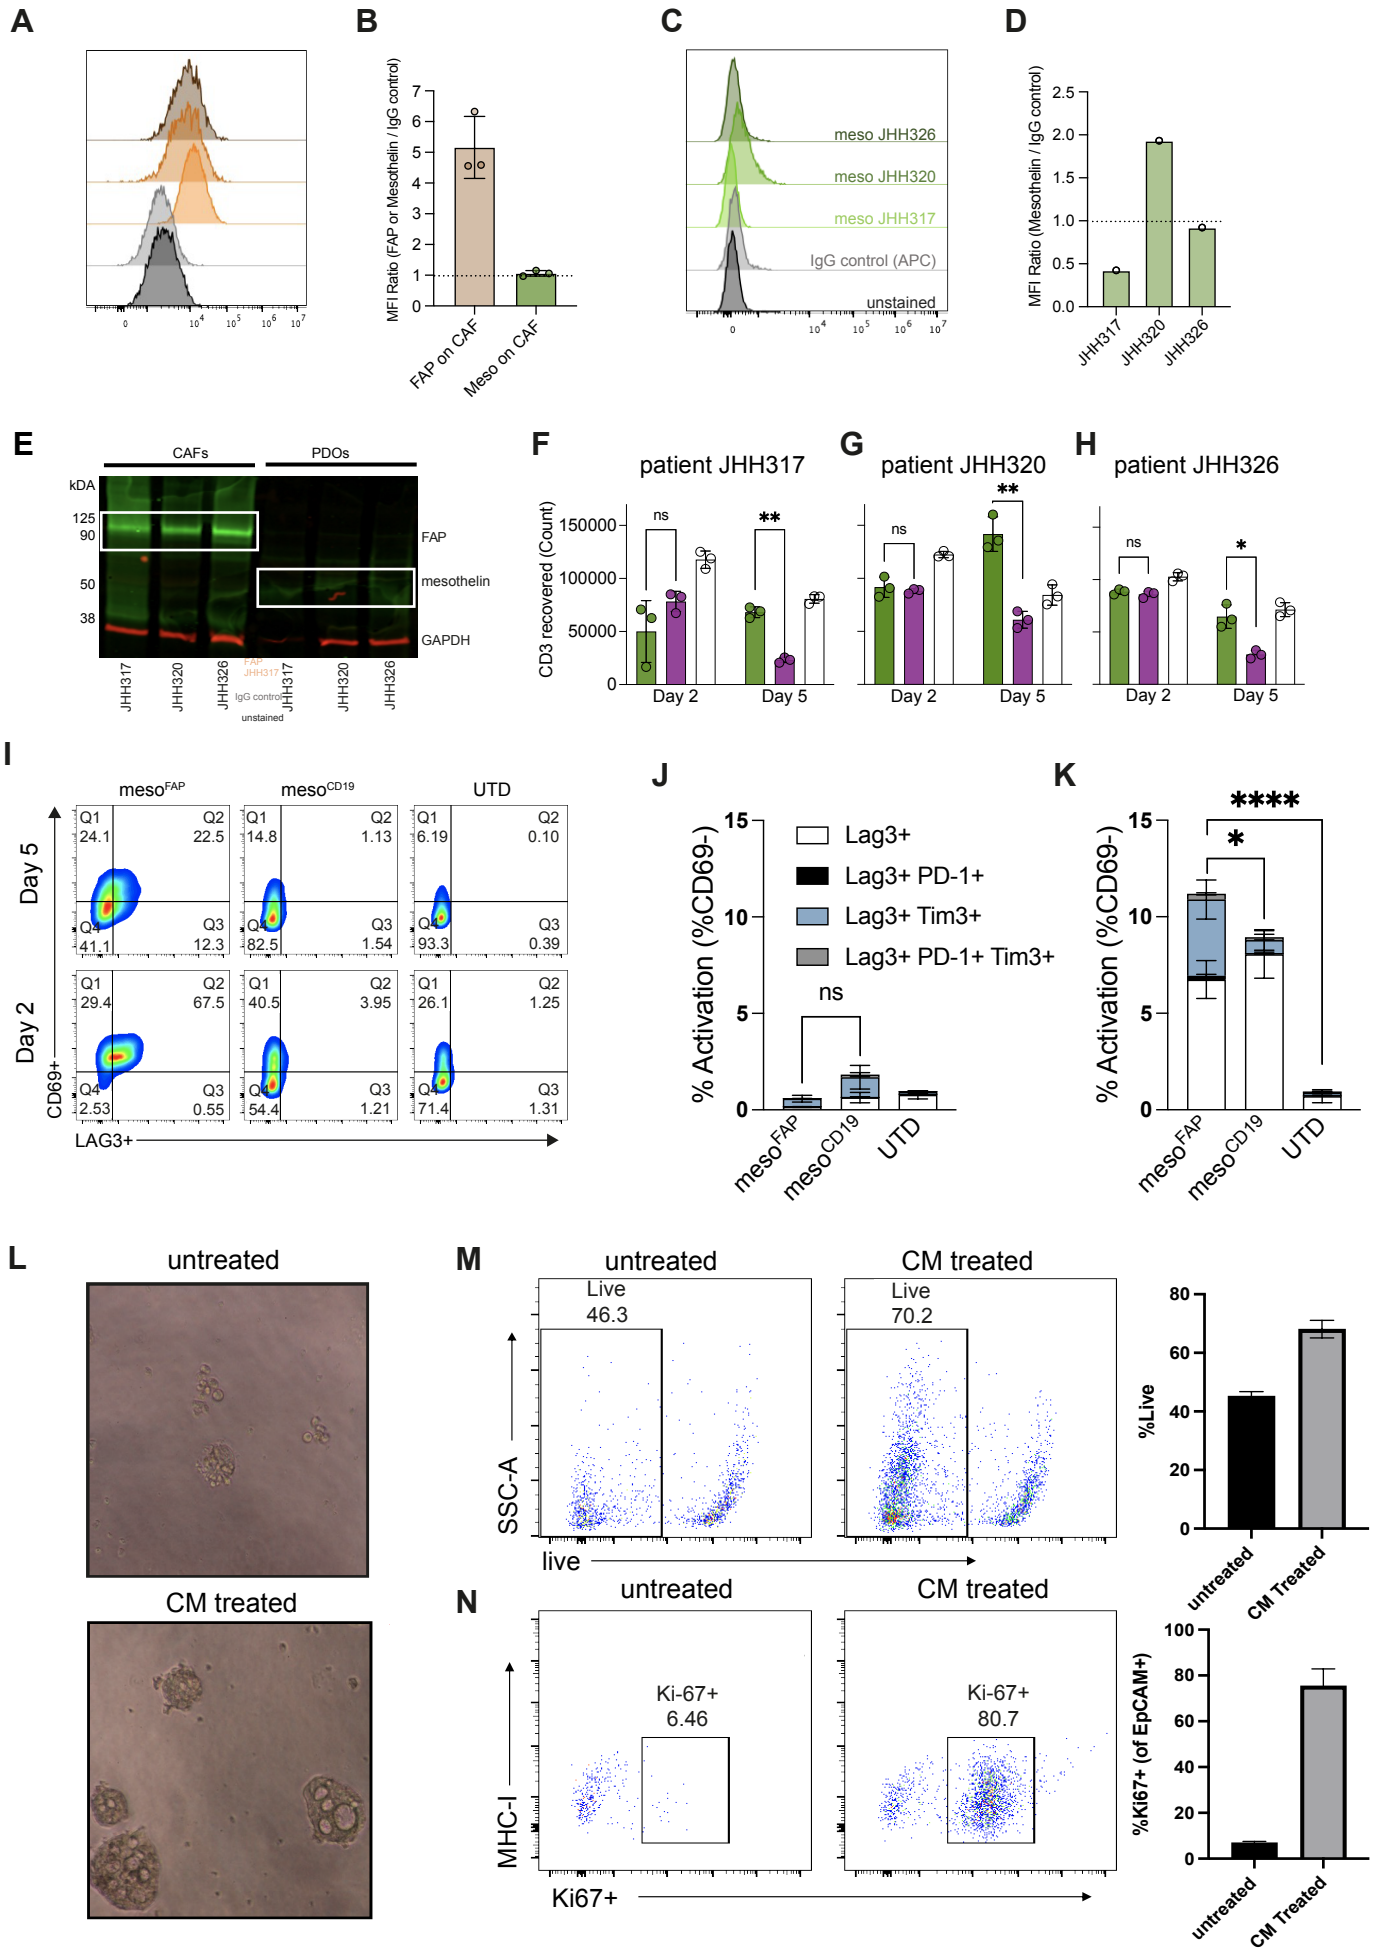 A
B
C
D
0
10⁴
10⁵
10⁶
10⁷
MFI Ratio (FAP or Mesothelin / IgG control)
7
6
5
4
3
2
1
0
FAP on CAF
Meso on CAF
meso JHH326
meso JHH320
meso JHH317
IgG control (APC)
unstained
0
10⁴
10⁵
10⁶
10⁷
MFI Ratio (Mesothelin / IgG control)
2.5
2.0
1.5
1.0
0.5
0.0
JHH317
JHH320
JHH326
E
CAFs
PDOs
kDA
125
90
50
38
FAP
mesothelin
GAPDH
JHH317
JHH320
JHH326
JHH317
JHH320
JHH326
FAP
JHH317
IgG control
unstained
F
patient JHH317
G
patient JHH320
H
patient JHH326
CD3 recovered (Count)
150000
100000
50000
0
ns
**
Day 2
Day 5
ns
**
Day 2
Day 5
ns
*
Day 2
Day 5
I
meso^FAP
meso^CD19
UTD
Day 5
Q1
24.1
Q2
22.5
Q4
41.1
Q3
12.3
Q1
14.8
Q2
1.13
Q4
82.5
Q3
1.54
Q1
6.19
Q2
0.10
Q4
93.3
Q3
0.39
Day 2
Q1
29.4
Q2
67.5
Q4
2.53
Q3
0.55
Q1
40.5
Q2
3.95
Q4
54.4
Q3
1.21
Q1
26.1
Q2
1.25
Q4
71.4
Q3
1.31
CD69+
LAG3+
J
% Activation (%CD69-)
15
10
5
0
Lag3+
Lag3+ PD-1+
Lag3+ Tim3+
Lag3+ PD-1+ Tim3+
ns
meso^FAP
meso^CD19
UTD
K
% Activation (%CD69-)
15
10
5
0
****
*
meso^FAP
meso^CD19
UTD
L
untreated
CM treated
M
untreated
CM treated
Live
46.3
Live
70.2
SSC-A
live
%Live
80
60
40
20
0
untreated
CM Treated
N
untreated
CM treated
Ki-67+
6.46
Ki-67+
80.7
MHC-I
Ki67+
%Ki67+ (of EpCAM+)
100
80
60
40
20
0
untreated
CM Treated